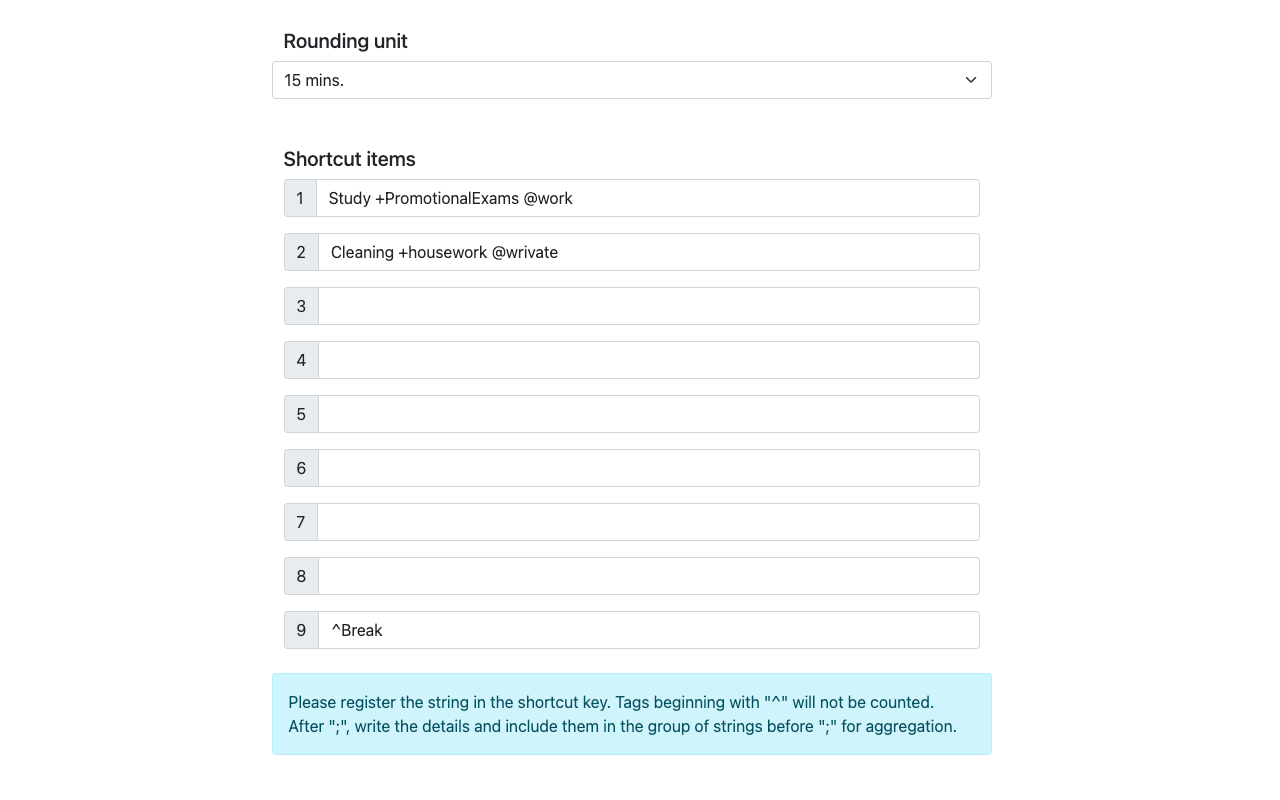 Rounding unit
15 mins.
Shortcut items
1 Study +PromotionalExams @work
2 Cleaning +housework @wrivate
3
4
5
6
7
8
9 ^Break
Please register the string in the shortcut key. Tags beginning with "^" will not be counted.
After ";", write the details and include them in the group of strings before ";" for aggregation.